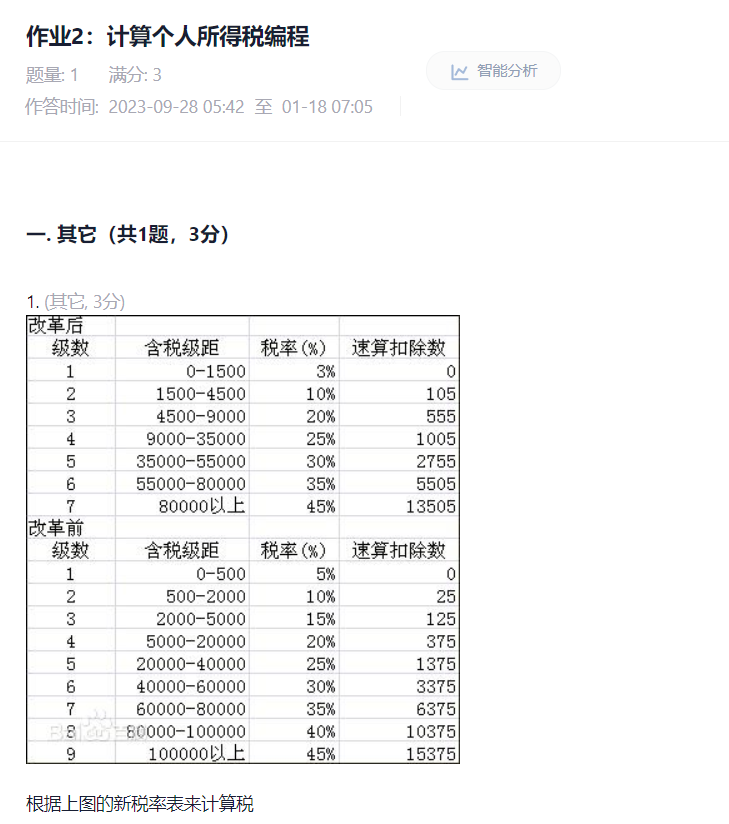 作业2：计算个人所得税编程
题量: 1 满分: 3
智能分析
作答时间: 2023-09-28 05:42 至 01-18 07:05
一. 其它（共1题，3分）
1. (其它, 3分)
改革后
级数 含税级距 税率(%) 速算扣除数
1 0-1500 3% 0
2 1500-4500 10% 105
3 4500-9000 20% 555
4 9000-35000 25% 1005
5 35000-55000 30% 2755
6 55000-80000 35% 5505
7 80000以上 45% 13505
改革前
级数 含税级距 税率(%) 速算扣除数
1 0-500 5% 0
2 500-2000 10% 25
3 2000-5000 15% 125
4 5000-20000 20% 375
5 20000-40000 25% 1375
6 40000-60000 30% 3375
7 60000-80000 35% 6375
8 80000-100000 40% 10375
9 100000以上 45% 15375
根据上图的新税率表来计算税